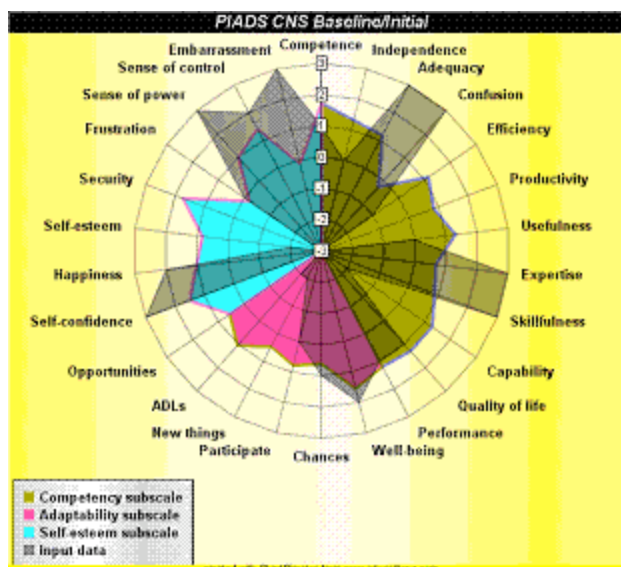 PIADS CNS Baseline/Initial
Competence
Independence
Adequacy
Confusion
Efficiency
Productivity
Usefulness
Expertise
Skillfulness
Capability
Quality of life
Performance
Well-being
Chances
Participate
New things
ADLs
Opportunities
Self-confidence
Happiness
Self-esteem
Security
Frustration
Sense of power
Sense of control
Embarrassment
3
2
1
0
-1
-2
-3
Competency subscale
Adaptability subscale
Self-esteem subscale
Input data